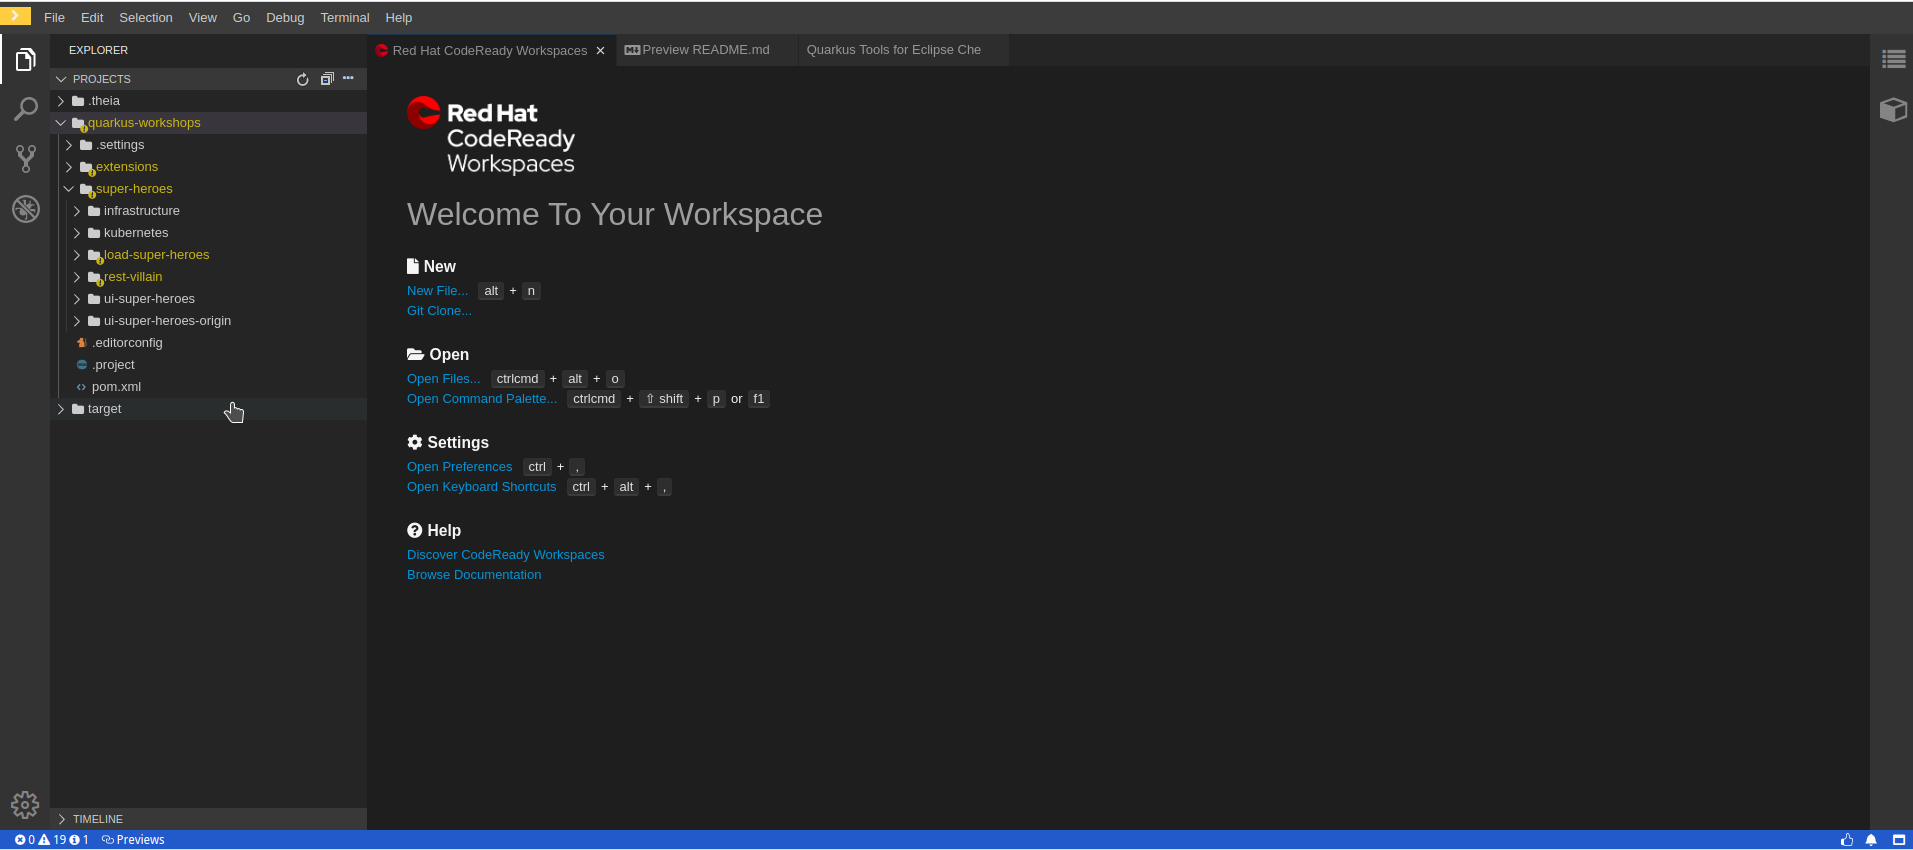 File Edit Selection View Go Debug Terminal Help
EXPLORER
Red Hat CodeReady Workspaces
Preview README.md
Quarkus Tools for Eclipse Che
PROJECTS
.theia
quarkus-workshops
.settings
extensions
super-heroes
infrastructure
kubernetes
load-super-heroes
rest-villain
ui-super-heroes
ui-super-heroes-origin
.editorconfig
.project
pom.xml
target
Red Hat
CodeReady
Workspaces
Welcome To Your Workspace
New
New File... alt + n
Git Clone...
Open
Open Files... ctrlcmd + alt + o
Open Command Palette... ctrlcmd + ⇧ shift + p or f1
Settings
Open Preferences ctrl + ,
Open Keyboard Shortcuts ctrl + alt + ,
Help
Discover CodeReady Workspaces
Browse Documentation
TIMELINE
0 19 1 Previews